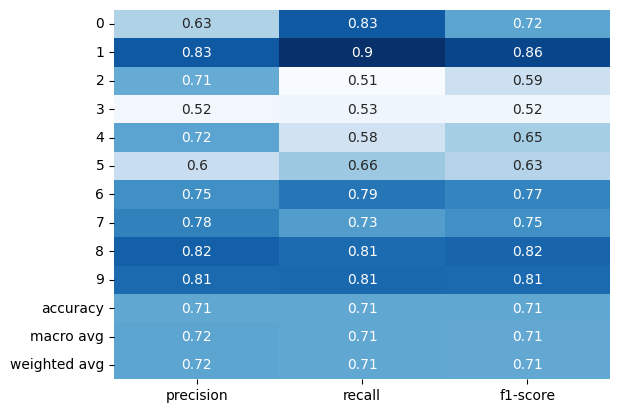 0 0.63 0.83 0.72
1 0.83 0.9 0.86
2 0.71 0.51 0.59
3 0.52 0.53 0.52
4 0.72 0.58 0.65
5 0.6 0.66 0.63
6 0.75 0.79 0.77
7 0.78 0.73 0.75
8 0.82 0.81 0.82
9 0.81 0.81 0.81
accuracy 0.71 0.71 0.71
macro avg 0.72 0.71 0.71
weighted avg 0.72 0.71 0.71
precision recall f1-score